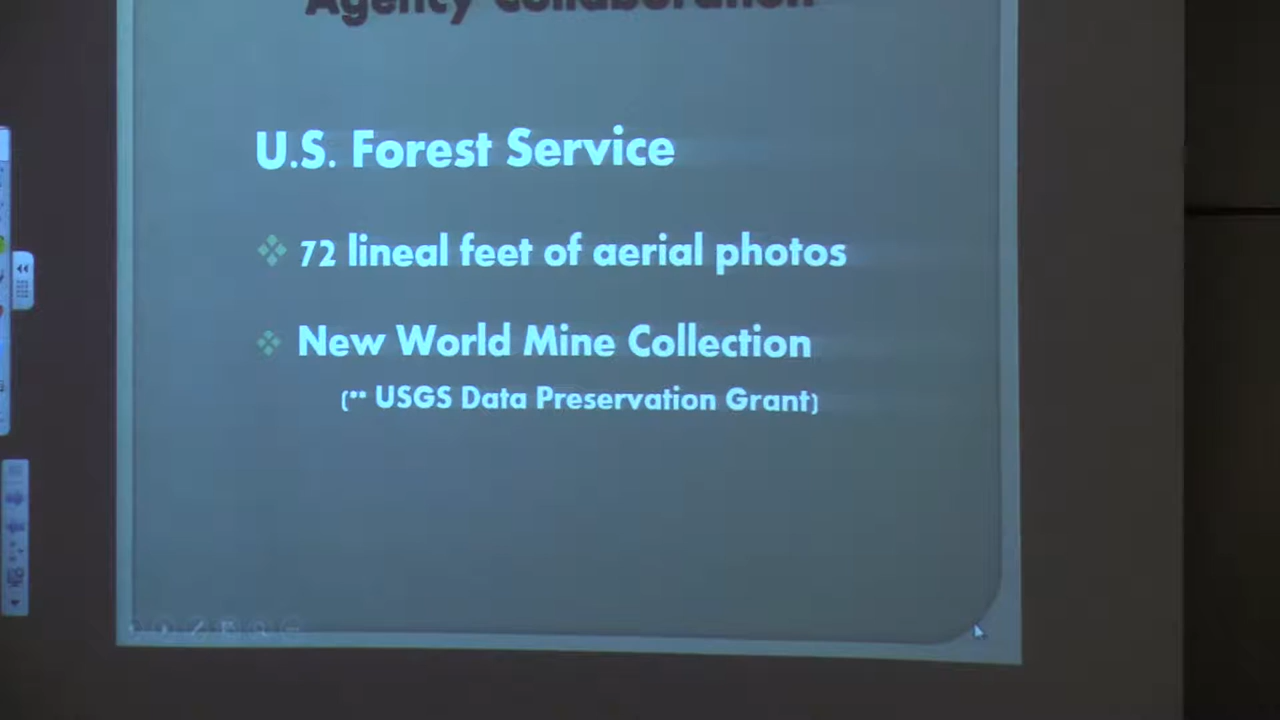 Agency Collaboration
U.S. Forest Service
72 lineal feet of aerial photos
New World Mine Collection
(** USGS Data Preservation Grant)